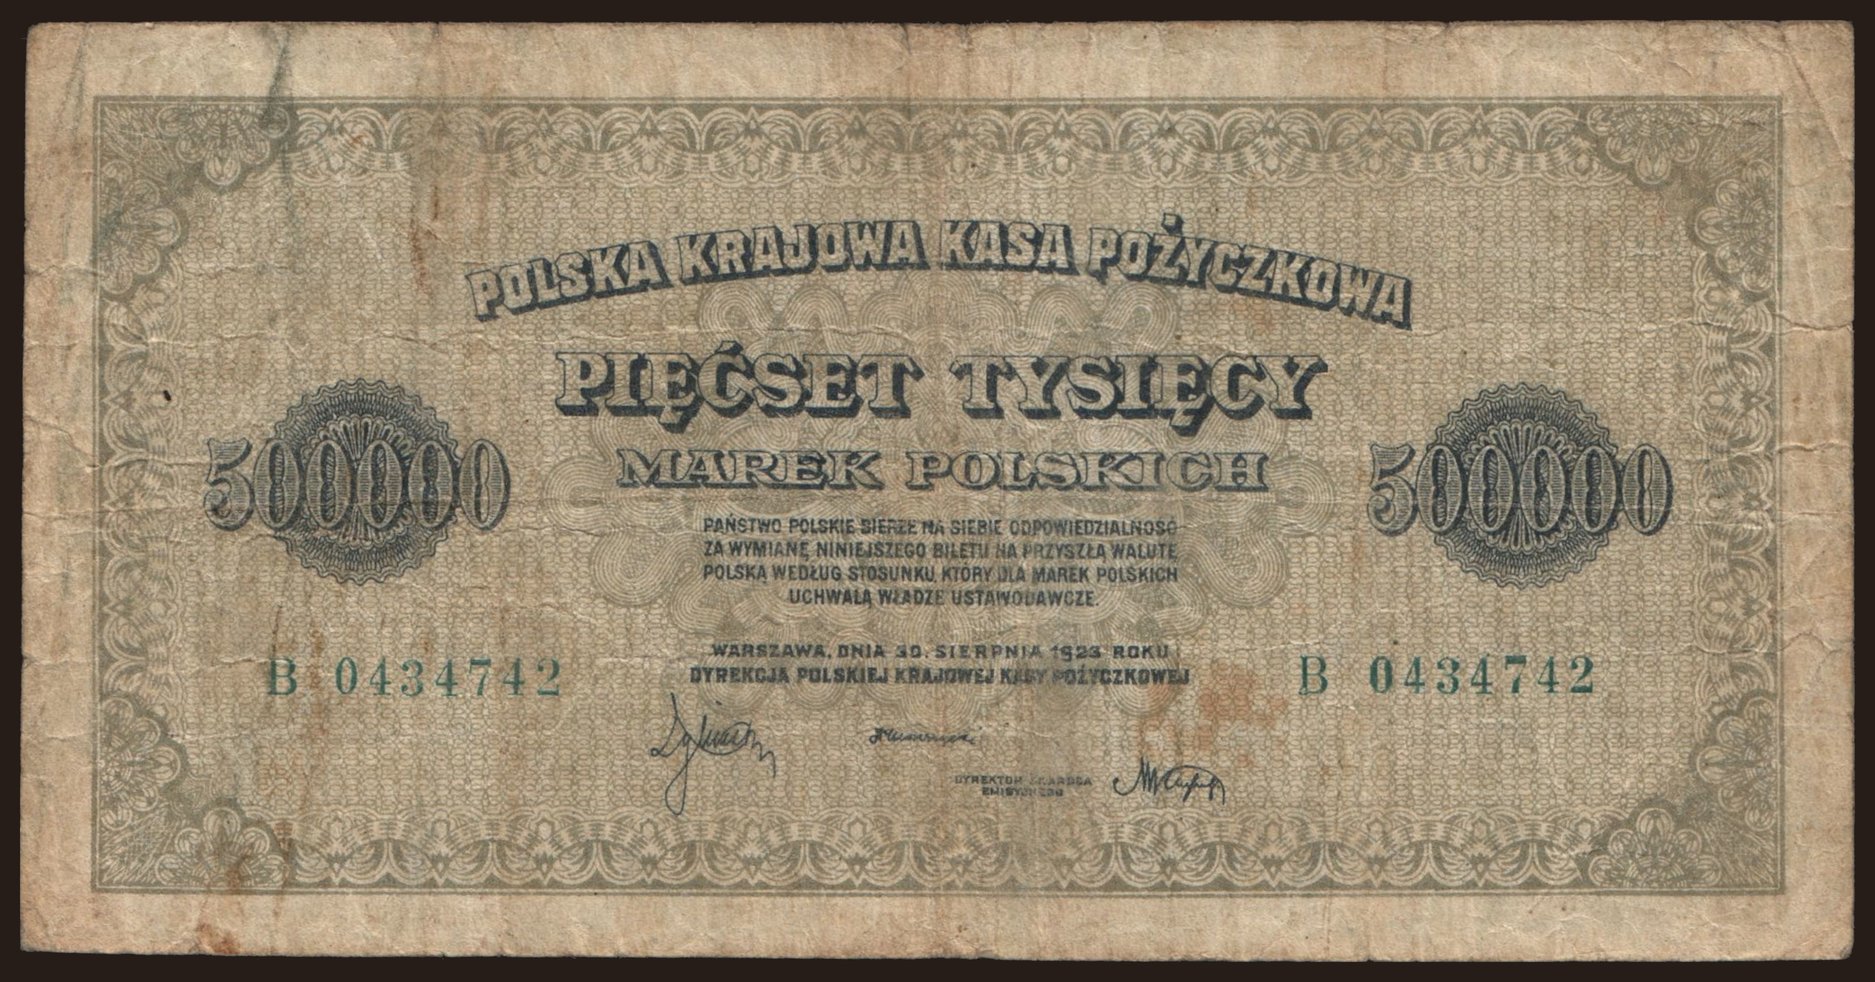 POLSKA KRAJOWA KASA POŻYCZKOWA
PIĘĆSET TYSIĘCY
MAREK POLSKICH
500000
500000
PAŃSTWO POLSKIE BIERZE NA SIEBIE ODPOWIEDZIALNOŚĆ
ZA WYMIANĘ NINIEJSZEGO BILETU NA PRZYSZŁĄ WALUTĘ
POLSKĄ WEDŁUG STOSUNKU, KTÓRY DLA MAREK POLSKICH
UCHWALĄ WŁADZE USTAWODAWCZE.
WARSZAWA, DNIA 30. SIERPNIA 1923 ROKU
DYREKCJA POLSKIEJ KRAJOWEJ KASY POŻYCZKOWEJ
B 0434742
B 0434742
DYREKTOR SKARBCA
EMISYJNEGO